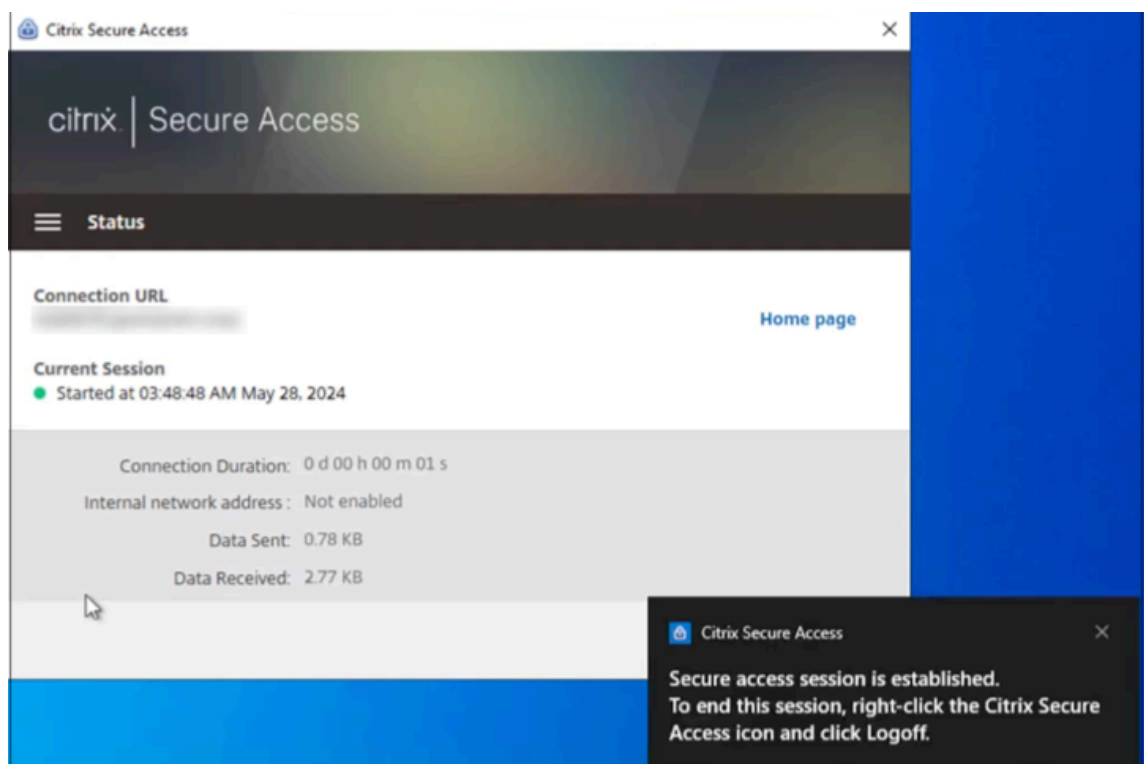 Citrix Secure Access
citrix. | Secure Access
Status
Connection URL
Home page
Current Session
Started at 03:48:48 AM May 28, 2024
Connection Duration: 0 d 00 h 00 m 01 s
Internal network address : Not enabled
Data Sent: 0.78 KB
Data Received: 2.77 KB
Citrix Secure Access
Secure access session is established.
To end this session, right-click the Citrix Secure
Access icon and click Logoff.